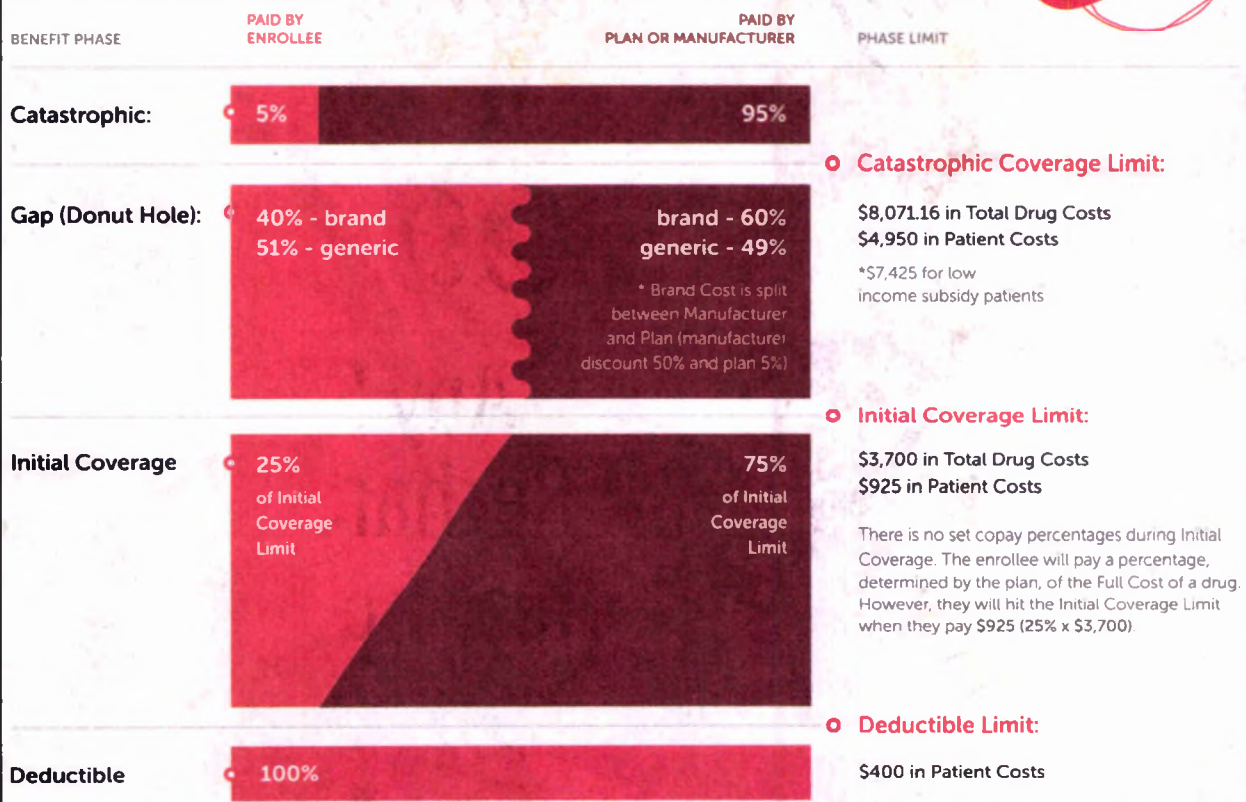 BENEFIT PHASE
PAID BY
ENROLLEE
PAID BY
PLAN OR MANUFACTURER
PHASE LIMIT
Catastrophic:
5%
95%
Catastrophic Coverage Limit:
$8,071.16 in Total Drug Costs
$4,950 in Patient Costs
*$7,425 for low
income subsidy patients
Gap (Donut Hole):
40% - brand
51% - generic
brand - 60%
generic - 49%
* Brand Cost is split
between Manufacturer
and Plan (manufacturer
discount 50% and plan 5%)
Initial Coverage Limit:
$3,700 in Total Drug Costs
$925 in Patient Costs
There is no set copay percentages during Initial
Coverage. The enrollee will pay a percentage,
determined by the plan, of the Full Cost of a drug.
However, they will hit the Initial Coverage Limit
when they pay $925 (25% x $3,700).
Initial Coverage
25%
of Initial
Coverage
Limit
75%
of Initial
Coverage
Limit
Deductible Limit:
$400 in Patient Costs
Deductible
100%